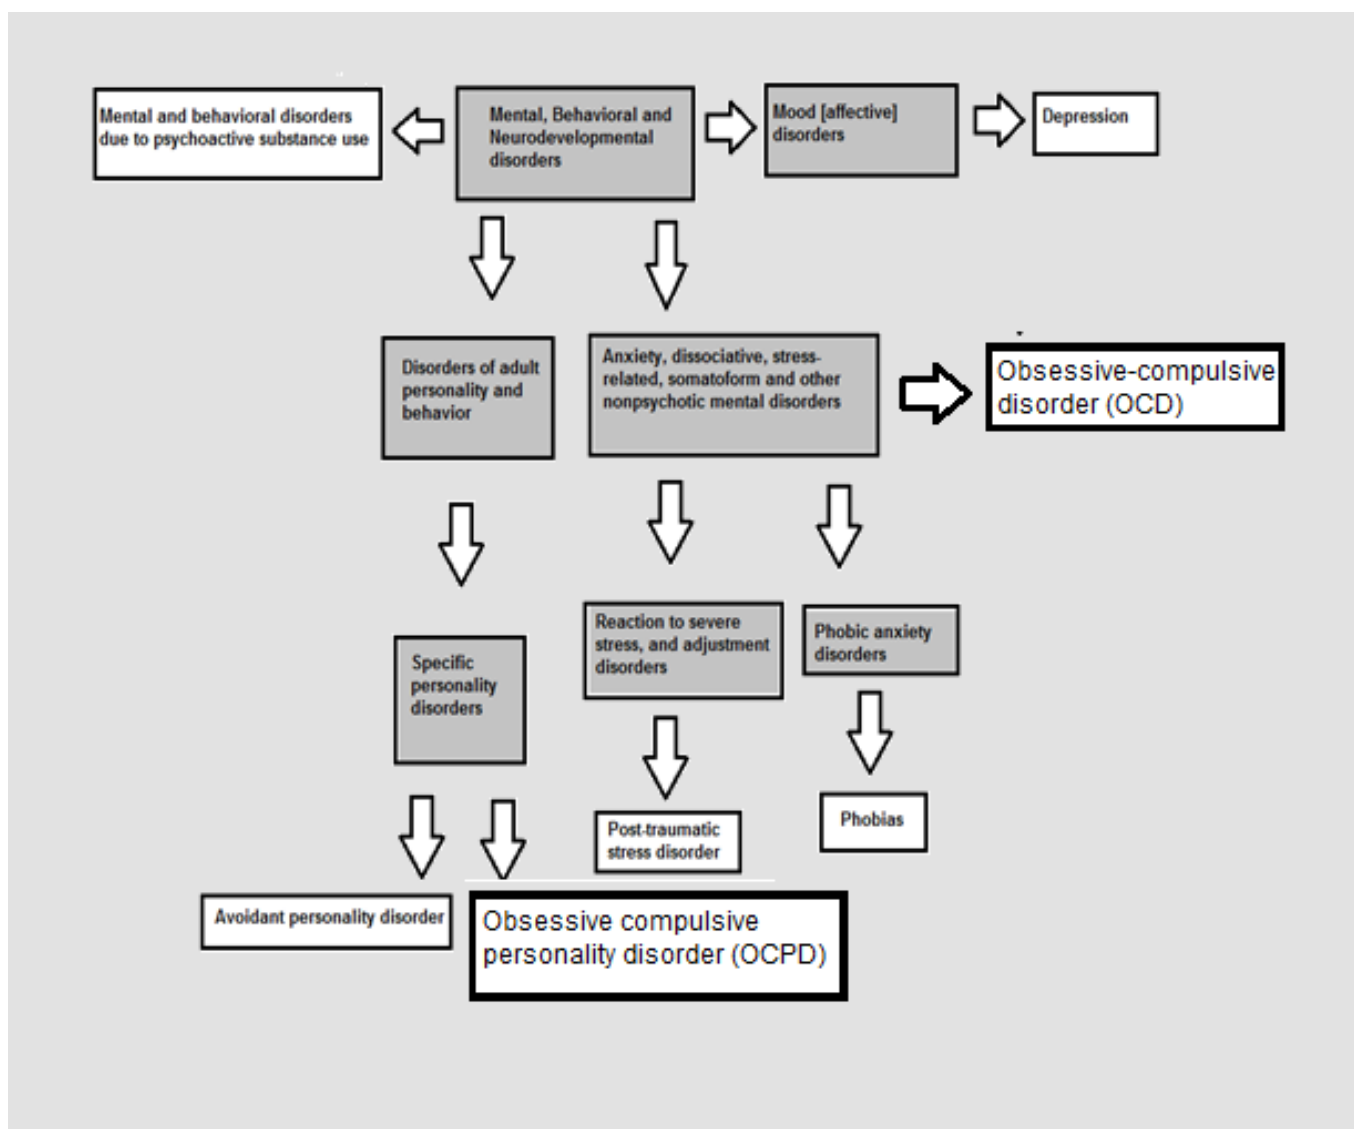 Mental and behavioral disorders
due to psychoactive substance use
Mental, Behavioral and
Neurodevelopmental
disorders
Mood [affective]
disorders
Depression
Disorders of adult
personality and
behavior
Anxiety, dissociative, stress-
related, somatoform and other
nonpsychotic mental disorders
Obsessive-compulsive
disorder (OCD)
Specific
personality
disorders
Reaction to severe
stress, and adjustment
disorders
Phobic anxiety
disorders
Post-traumatic
stress disorder
Phobias
Avoidant personality disorder
Obsessive compulsive
personality disorder (OCPD)